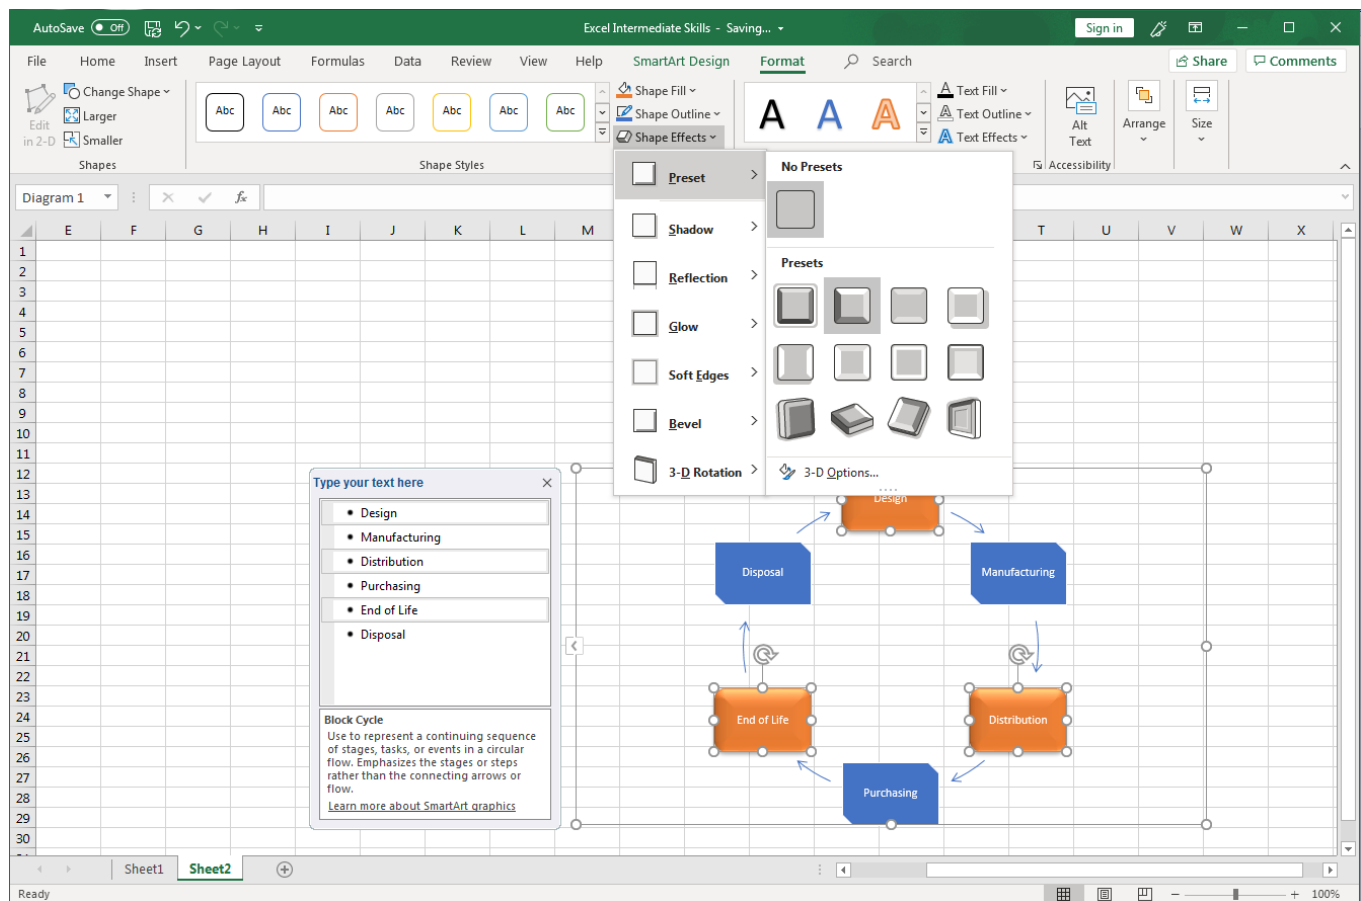 AutoSave Off
Excel Intermediate Skills - Saving...
Sign in
File Home Insert Page Layout Formulas Data Review View Help SmartArt Design Format Search
Share Comments
Edit in 2-D
Change Shape
Larger
Smaller
Shapes
Abc Abc Abc Abc Abc Abc Abc
Shape Styles
Shape Fill
Shape Outline
Shape Effects
A A A
Text Fill
Text Outline
Text Effects
Alt Text
Accessibility
Arrange
Size
Diagram 1
fx
E F G H I J K L M T U V W X
1
2
3
4
5
6
7
8
9
10
11
12
13
14
15
16
17
18
19
20
21
22
23
24
25
26
27
28
29
30
Preset
Shadow
Reflection
Glow
Soft Edges
Bevel
3-D Rotation
No Presets
Presets
3-D Options...
Type your text here
Design
Manufacturing
Distribution
Purchasing
End of Life
Disposal
Block Cycle
Use to represent a continuing sequence
of stages, tasks, or events in a circular
flow. Emphasizes the stages or steps
rather than the connecting arrows or
flow.
Learn more about SmartArt graphics
Design
Disposal
Manufacturing
End of Life
Distribution
Purchasing
Sheet1 Sheet2
Ready
100%